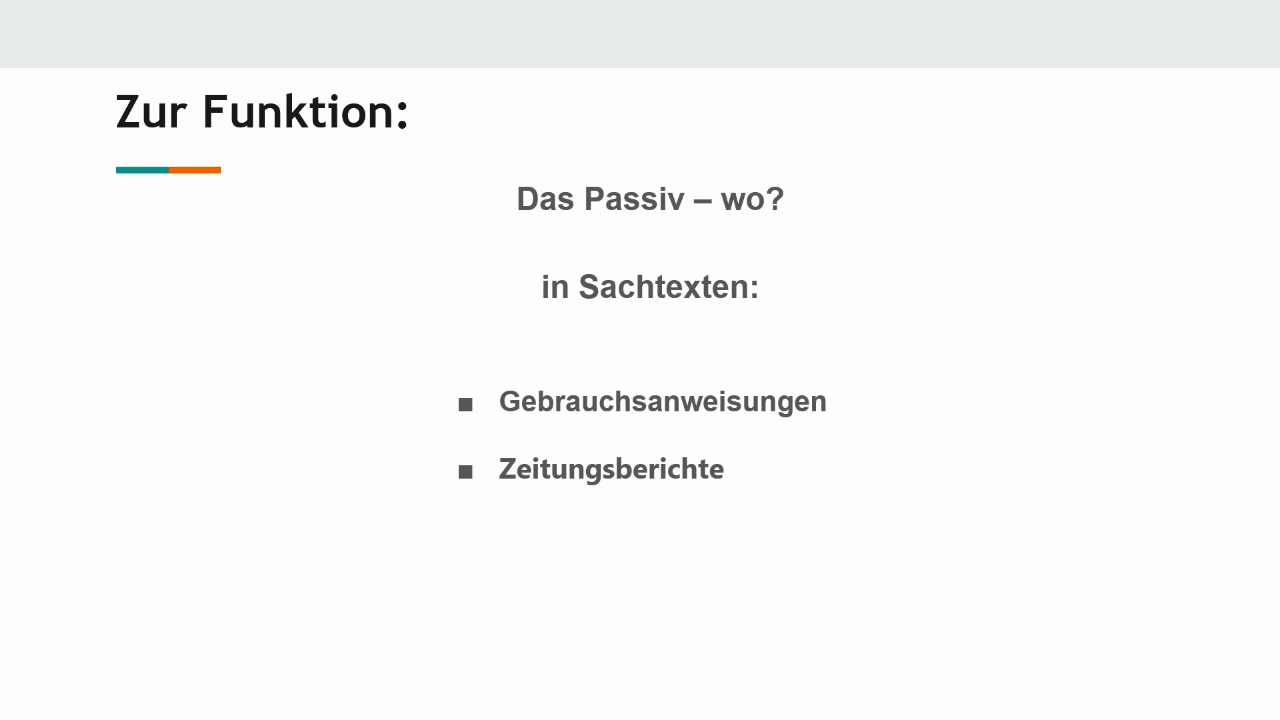 Zur Funktion:
Das Passiv – wo?
in Sachtexten:
▪ Gebrauchsanweisungen
▪ Zeitungsberichte